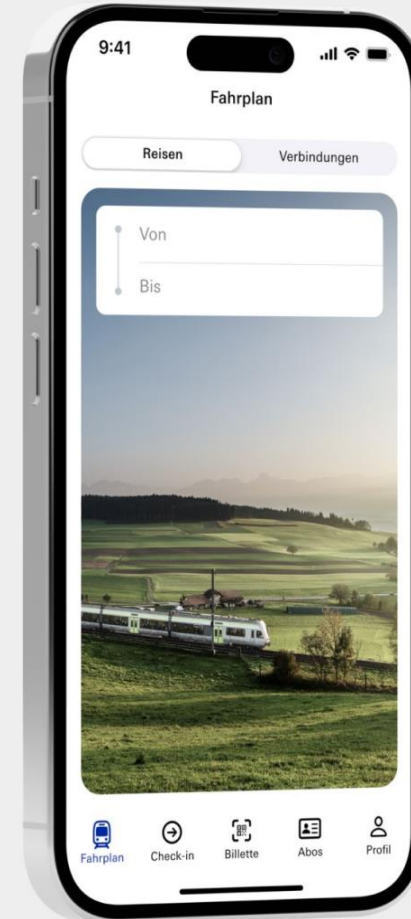 9:41
Fahrplan
Reisen Verbindungen
Von
Bis
Fahrplan Check-in Billette Abos Profil